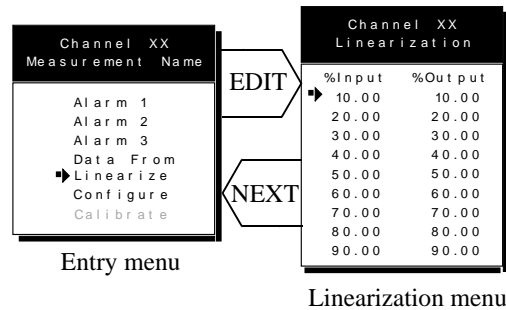 Channel XX
Measurement Name
Alarm 1
Alarm 2
Alarm 3
Data From
Linearize
Configure
Calibrate
Entry menu
EDIT
NEXT
Channel XX
Linearization
%Input %Output
10.00 10.00
20.00 20.00
30.00 30.00
40.00 40.00
50.00 50.00
60.00 60.00
70.00 70.00
80.00 80.00
90.00 90.00
Linearization menu